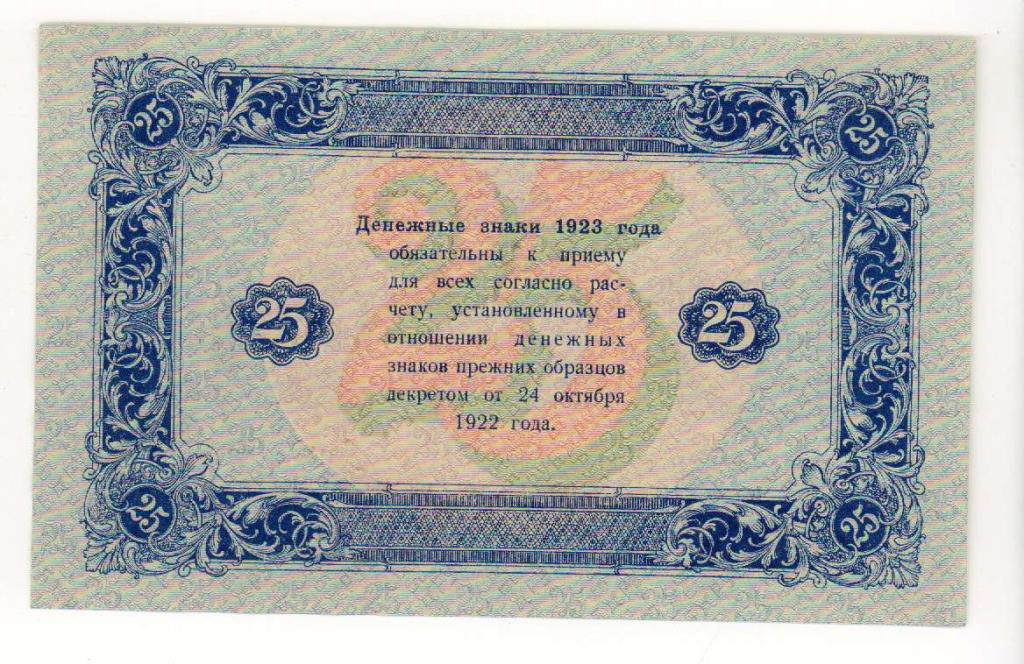 25 25
Денежные знаки 1923 года
обязательны к приему
для всех согласно рас-
чету, установленному в
25 25
отношении денежных
знаков прежних образцов
декретом от 24 октября
1922 года.
25 25